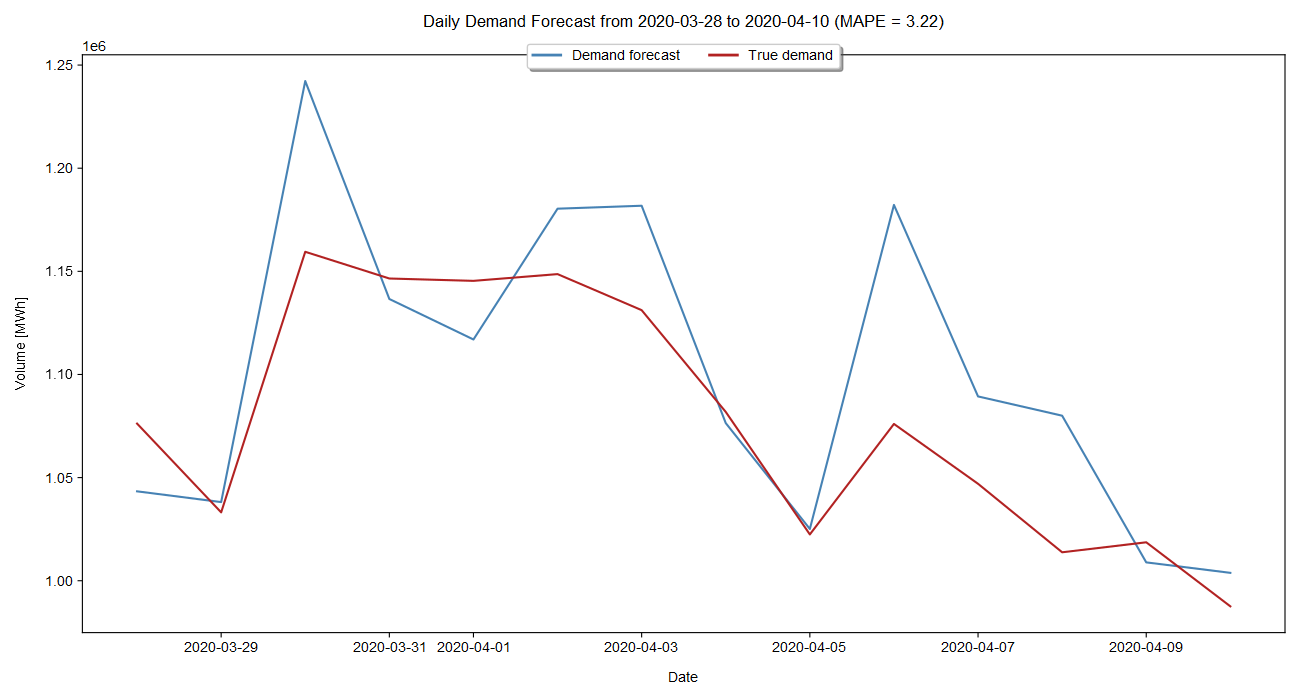 Daily Demand Forecast from 2020-03-28 to 2020-04-10 (MAPE = 3.22)
1e6
Demand forecast True demand
1.25
1.20
1.15
1.10
1.05
1.00
Volume [MWh]
2020-03-29 2020-03-31 2020-04-01 2020-04-03 2020-04-05 2020-04-07 2020-04-09
Date